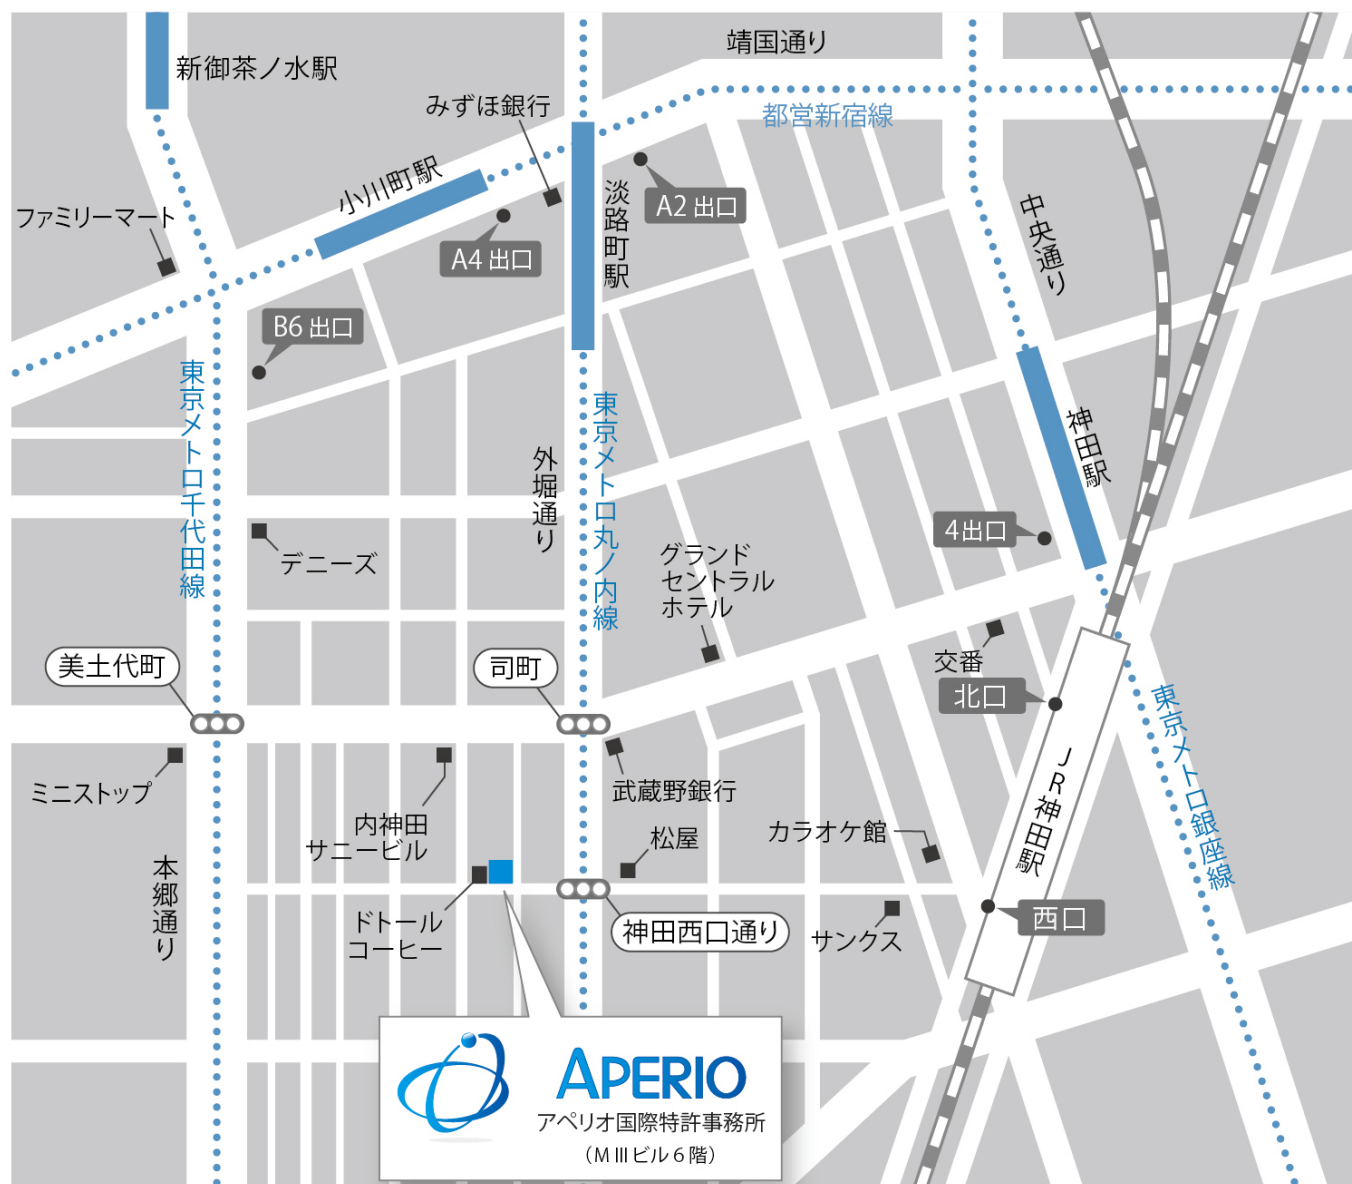 靖国通り
新御茶ノ水駅
みずほ銀行
都営新宿線
小川町駅
淡路町駅
A2 出口
中央通り
ファミリーマート
A4 出口
B6 出口
東京メトロ千代田線
東京メトロ丸ノ内線
外堀通り
神田駅
4出口
デニーズ
グランド
セントラル
ホテル
交番
美土代町
司町
北口
東京メトロ銀座線
JR神田駅
ミニストップ
武蔵野銀行
内神田
サニービル
松屋
カラオケ館
本郷通り
ドトール
コーヒー
神田西口通り
サンクス
西口
APERIO
アペリオ国際特許事務所
（MⅢビル6階）